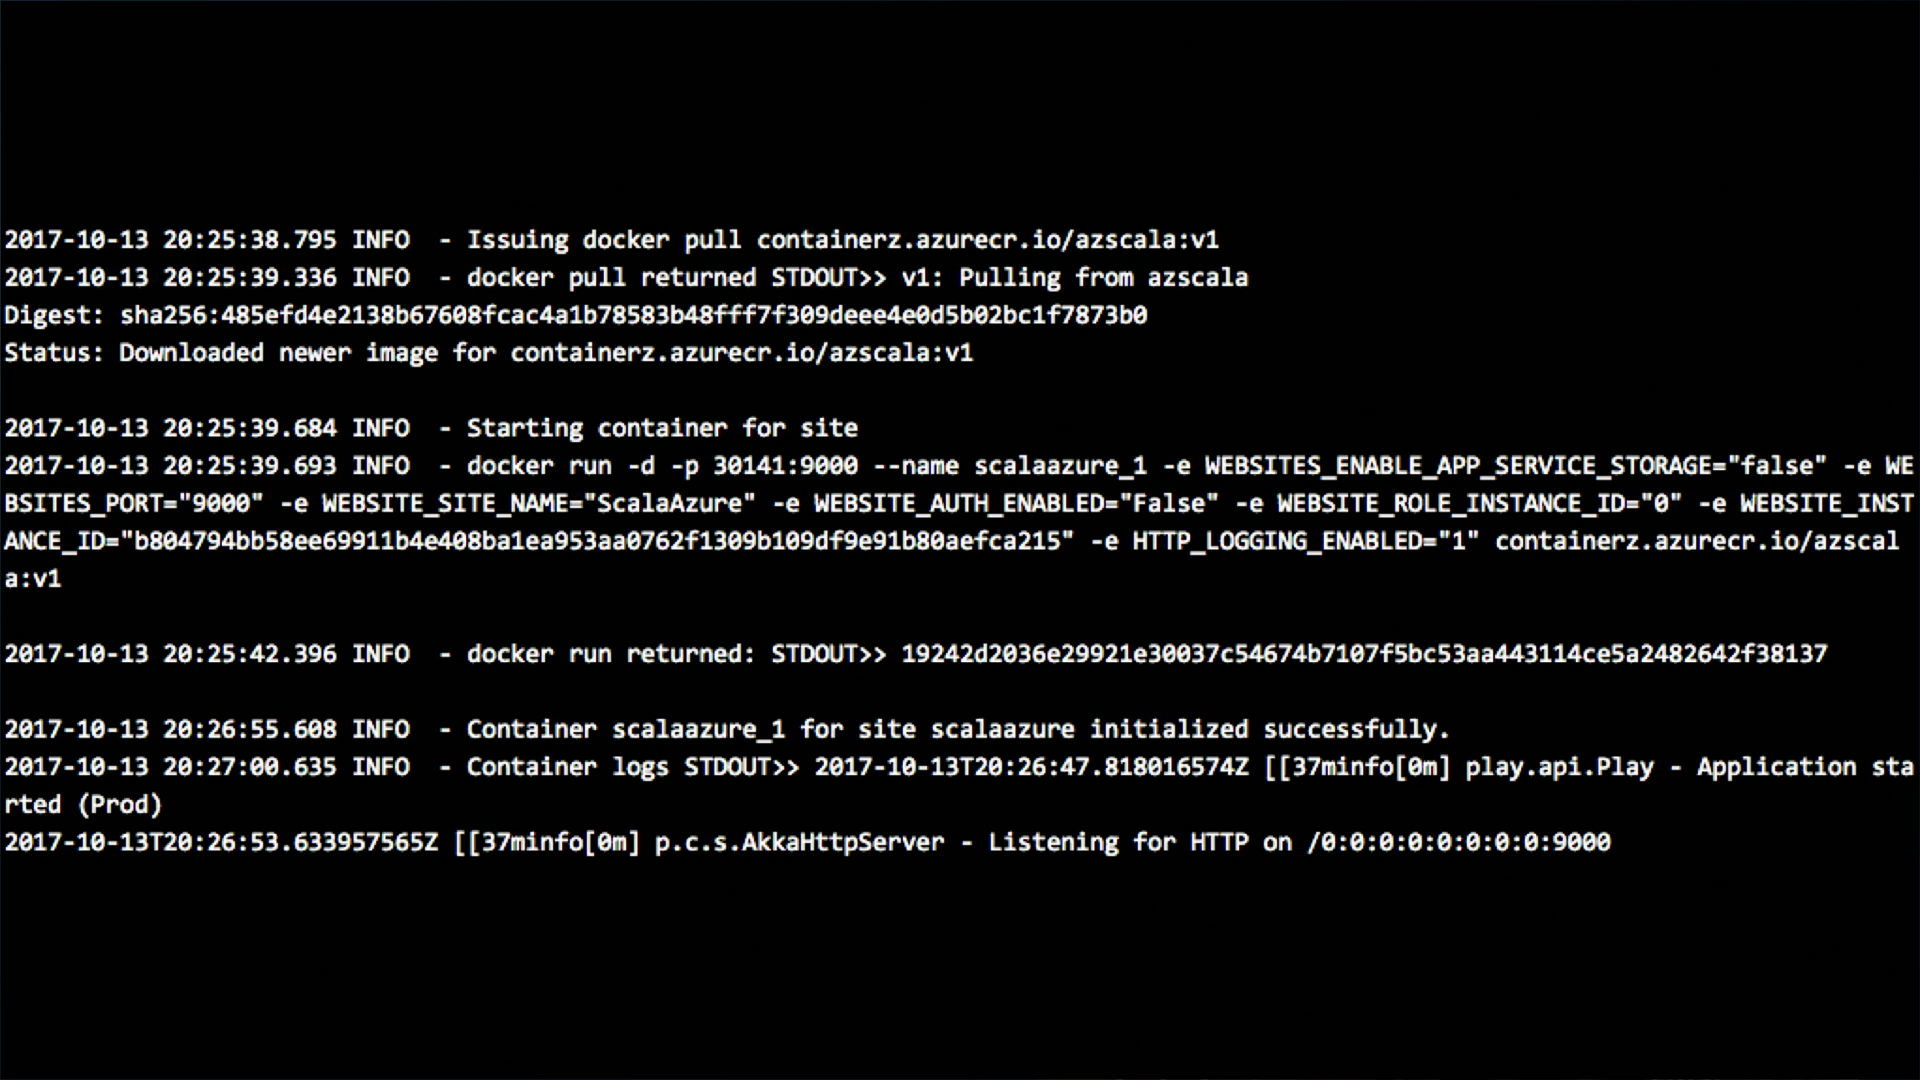 2017-10-13 20:25:38.795 INFO  - Issuing docker pull containerz.azurecr.io/azscala:v1
2017-10-13 20:25:39.336 INFO  - docker pull returned STDOUT>> v1: Pulling from azscala
Digest: sha256:485efd4e2138b67608fcac4a1b78583b48fff7f309deee4e0d5b02bc1f7873b0
Status: Downloaded newer image for containerz.azurecr.io/azscala:v1
2017-10-13 20:25:39.684 INFO  - Starting container for site
2017-10-13 20:25:39.693 INFO  - docker run -d -p 30141:9000 --name scalaazure_1 -e WEBSITES_ENABLE_APP_SERVICE_STORAGE="false" -e WE
BSITES_PORT="9000" -e WEBSITE_SITE_NAME="ScalaAzure" -e WEBSITE_AUTH_ENABLED="False" -e WEBSITE_ROLE_INSTANCE_ID="0" -e WEBSITE_INST
ANCE_ID="b804794bb58ee69911b4e408ba1ea953aa0762f1309b109df9e91b80aefca215" -e HTTP_LOGGING_ENABLED="1" containerz.azurecr.io/azscal
a:v1
2017-10-13 20:25:42.396 INFO  - docker run returned: STDOUT>> 19242d2036e29921e30037c54674b7107f5bc53aa443114ce5a2482642f38137
2017-10-13 20:26:55.608 INFO  - Container scalaazure_1 for site scalaazure initialized successfully.
2017-10-13 20:27:00.635 INFO  - Container logs STDOUT>> 2017-10-13T20:26:47.818016574Z [[37minfo[0m] play.api.Play - Application sta
rted (Prod)
2017-10-13T20:26:53.633957565Z [[37minfo[0m] p.c.s.AkkaHttpServer - Listening for HTTP on /0:0:0:0:0:0:0:0:9000